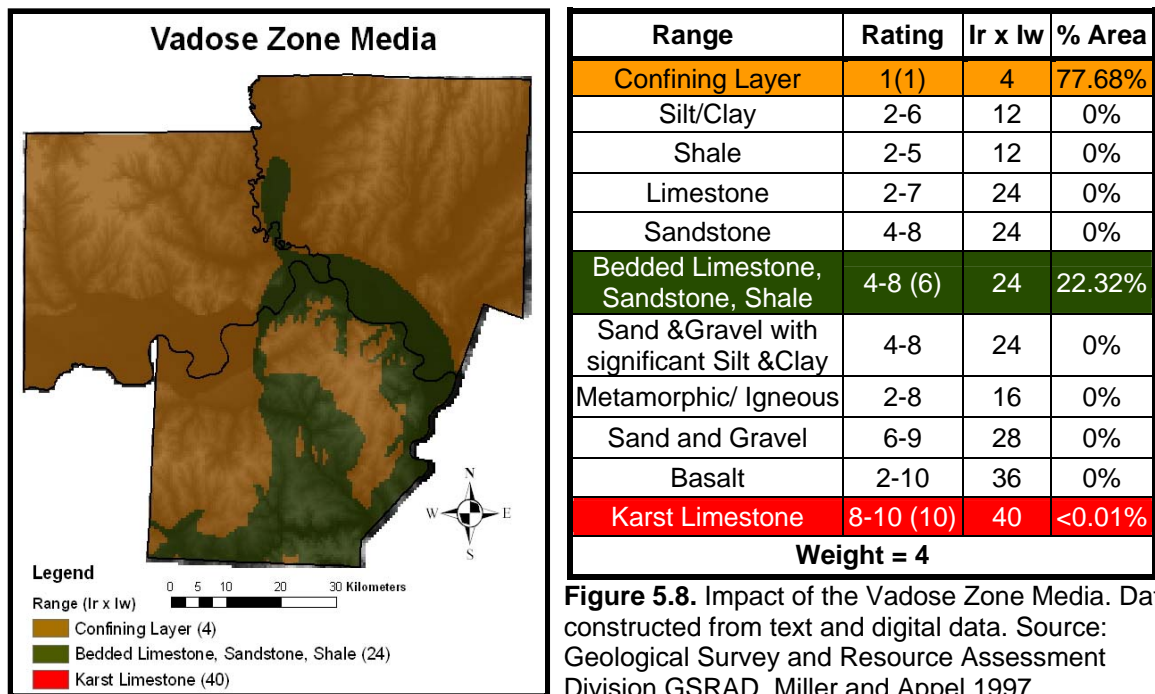 Vadose Zone Media
N
W E
S
Legend
0 5 10 20 30 Kilometers
Range (Ir x Iw)
Confining Layer (4)
Bedded Limestone, Sandstone, Shale (24)
Karst Limestone (40)
Range Rating Ir x Iw % Area
Confining Layer 1(1) 4 77.68%
Silt/Clay 2-6 12 0%
Shale 2-5 12 0%
Limestone 2-7 24 0%
Sandstone 4-8 24 0%
Bedded Limestone,
Sandstone, Shale 4-8 (6) 24 22.32%
Sand &Gravel with
significant Silt &Clay 4-8 24 0%
Metamorphic/ Igneous 2-8 16 0%
Sand and Gravel 6-9 28 0%
Basalt 2-10 36 0%
Karst Limestone 8-10 (10) 40 <0.01%
Weight = 4
Figure 5.8. Impact of the Vadose Zone Media. Dat
constructed from text and digital data. Source:
Geological Survey and Resource Assessment
Division GSRAD, Miller and Appel 1997